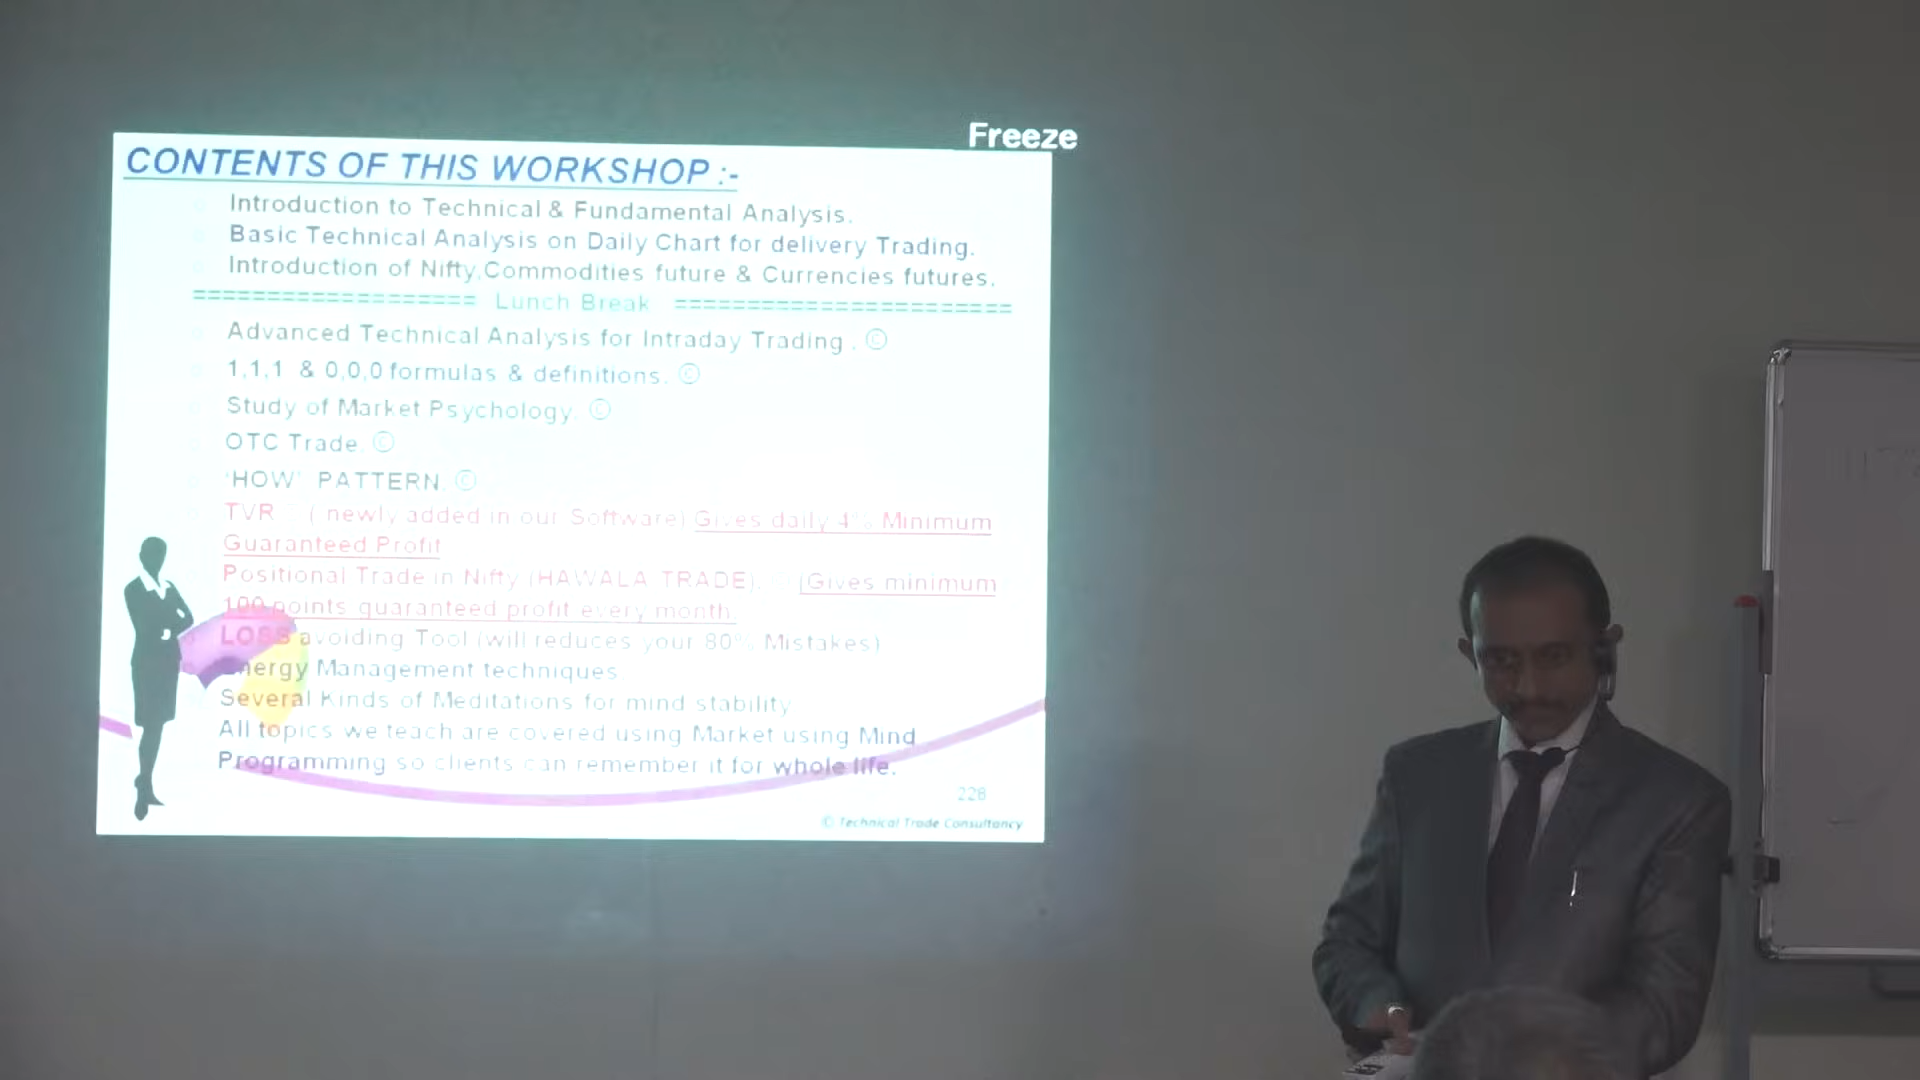 Freeze
CONTENTS OF THIS WORKSHOP :-
Introduction to Technical & Fundamental Analysis.
Basic Technical Analysis on Daily Chart for delivery Trading.
Introduction of Nifty,Commodities future & Currencies futures.
=================== Lunch Break =======================
Advanced Technical Analysis for Intraday Trading . ©
1,1,1 & 0,0,0 formulas & definitions. ©
Study of Market Psychology. ©
OTC Trade. ©
'HOW' PATTERN. ©
TVR ( newly added in our Software) Gives daily 4% Minimum
Guaranteed Profit
Positional Trade in Nifty (HAWALA TRADE). © (Gives minimum
100 points guaranteed profit every month.
LOSS avoiding Tool (will reduces your 80% Mistakes)
Energy Management techniques
Several Kinds of Meditations for mind stability
All topics we teach are covered using Market using Mind
Programming so clients can remember it for whole life.
228
© Technical Trade Consultancy